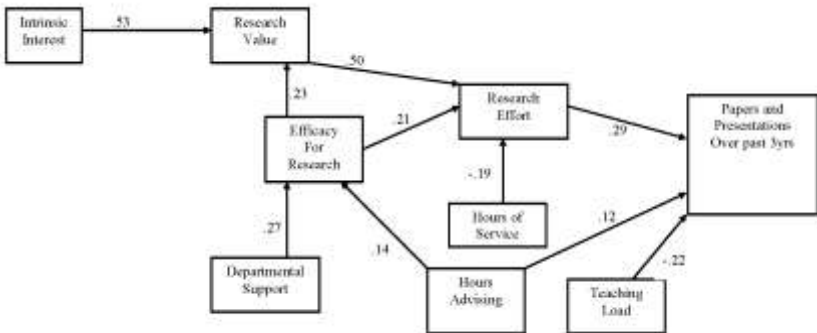 Intrinsic
Interest
.53
Research
Value
.50
.23
Research
Effort
Papers and
Presentations
Over past 3yrs
.21
.29
Efficacy
For
Research
-.19
.27
Hours of
Service
.12
.14
Departmental
Support
-.22
Hours
Advising
Teaching
Load